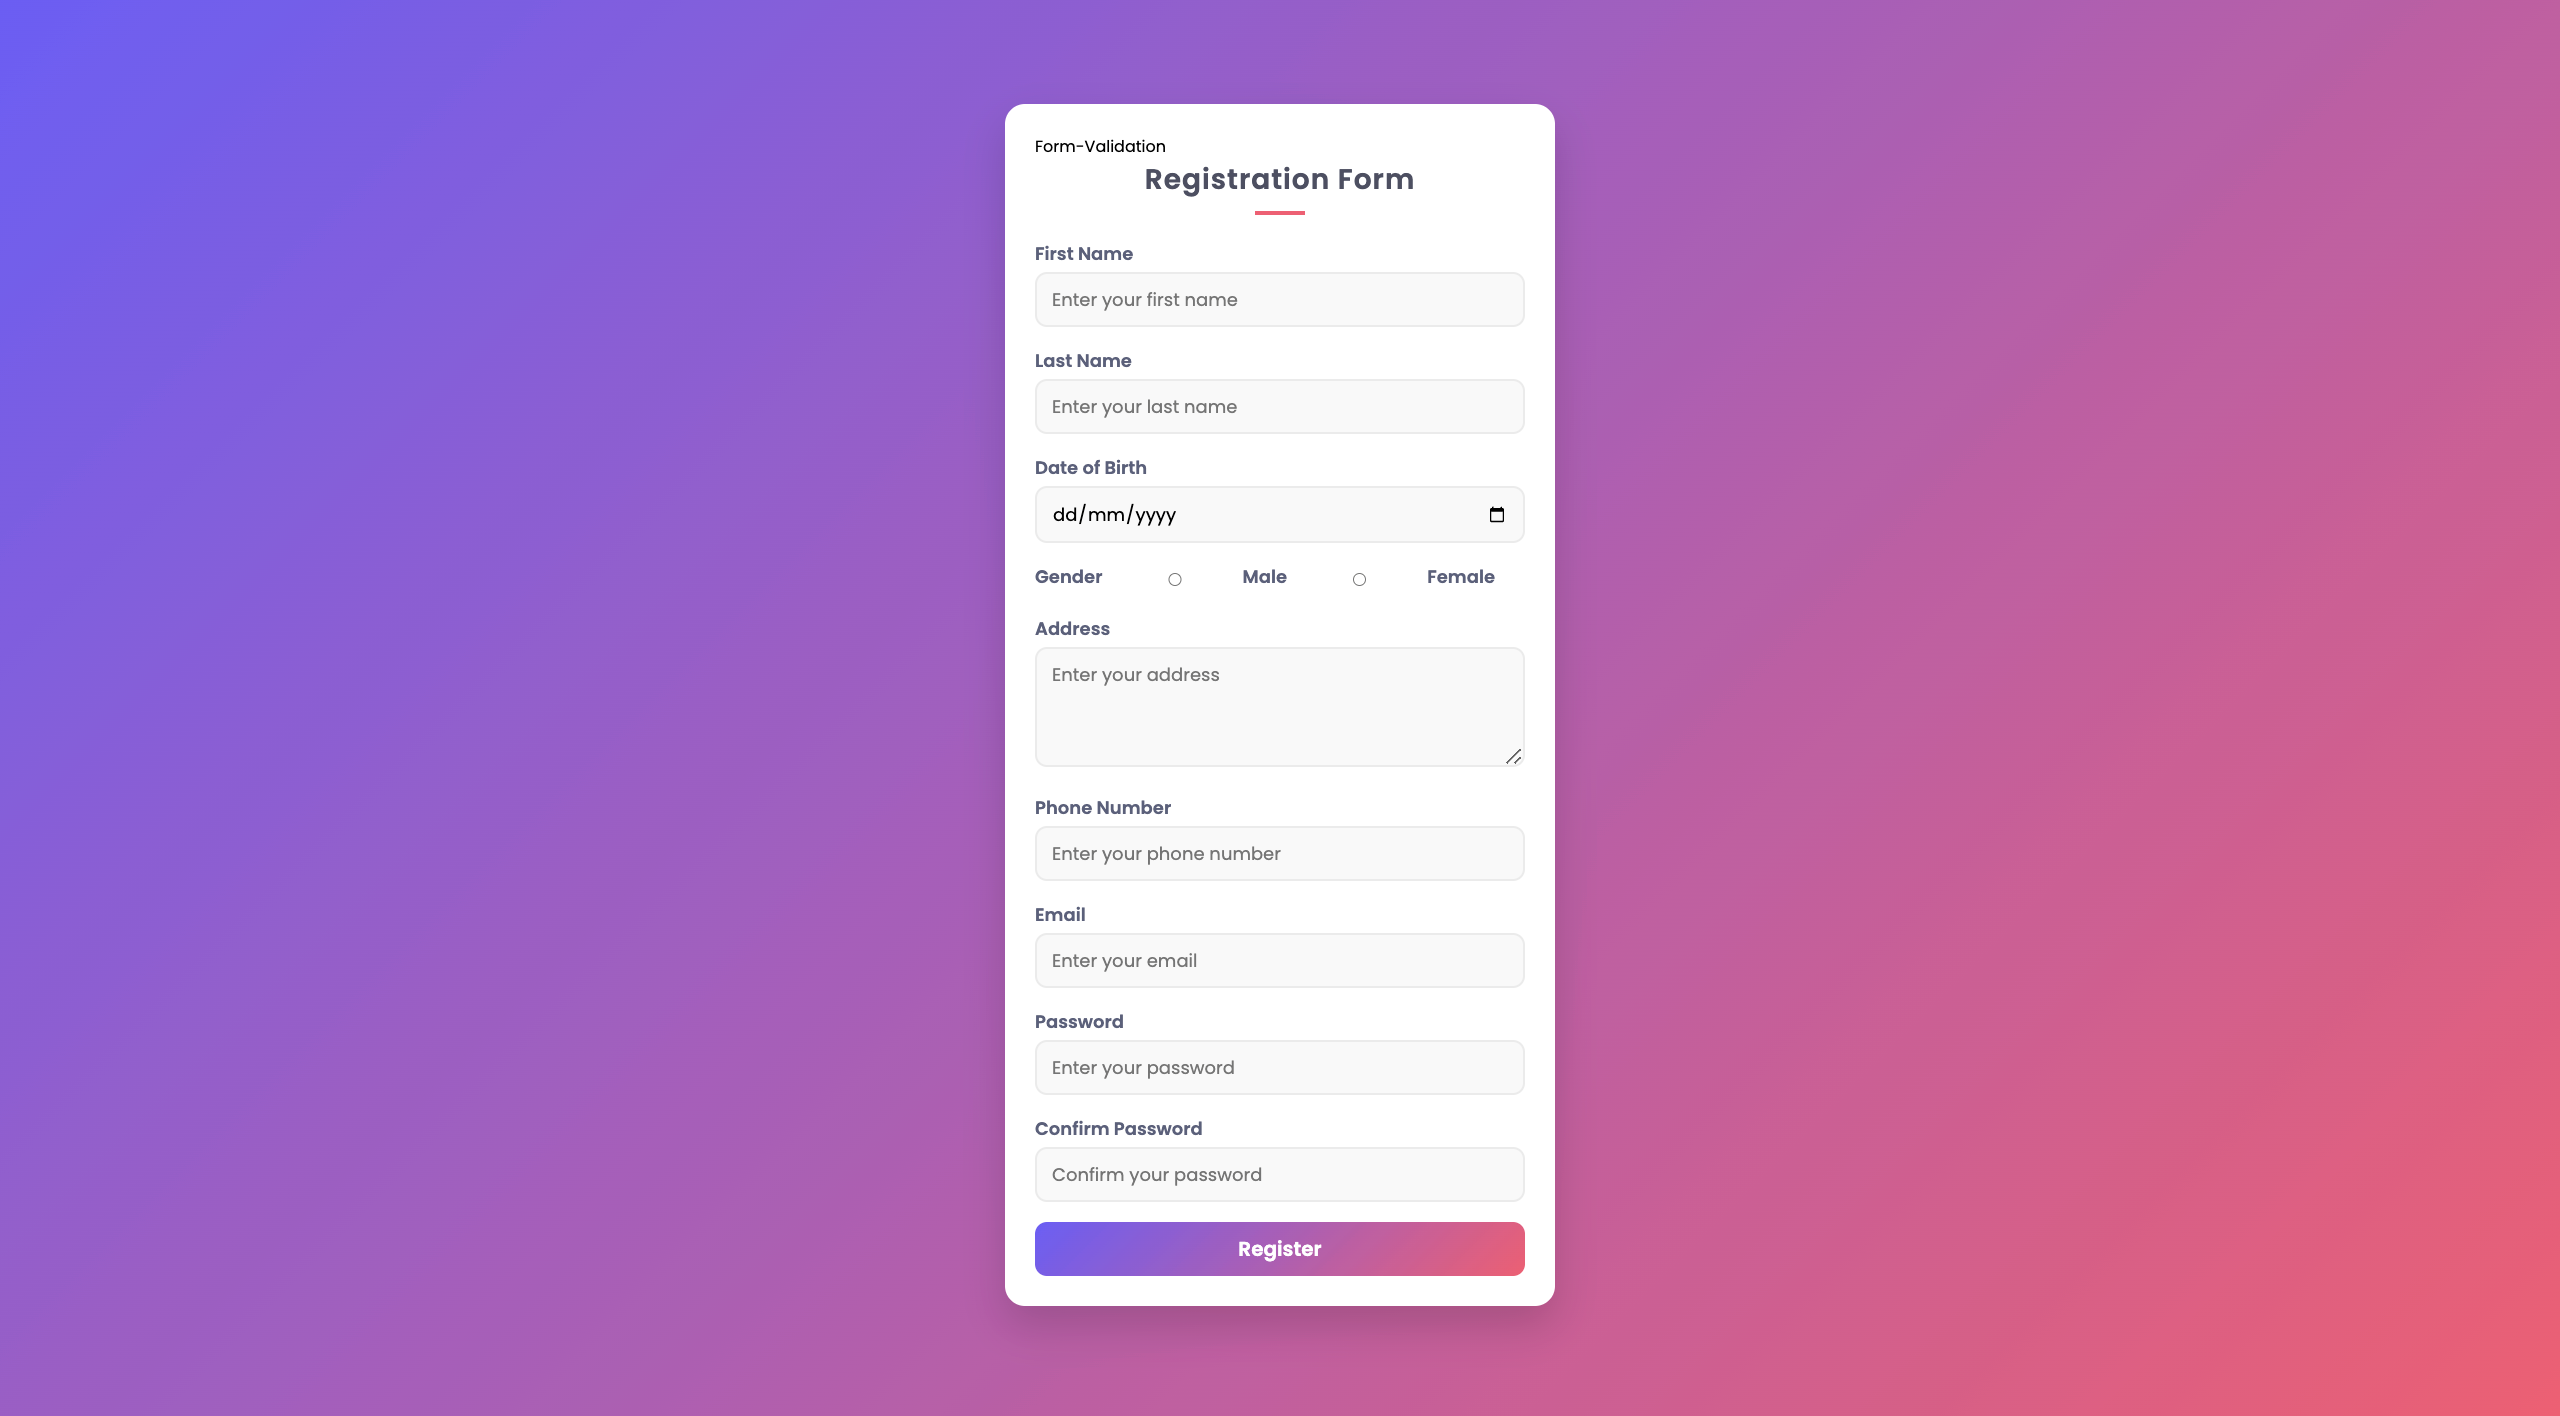 Form-Validation
Registration Form
First Name
Enter your first name
Last Name
Enter your last name
Date of Birth
dd/mm/yyyy
Gender Male Female
Address
Enter your address
Phone Number
Enter your phone number
Email
Enter your email
Password
Enter your password
Confirm Password
Confirm your password
Register